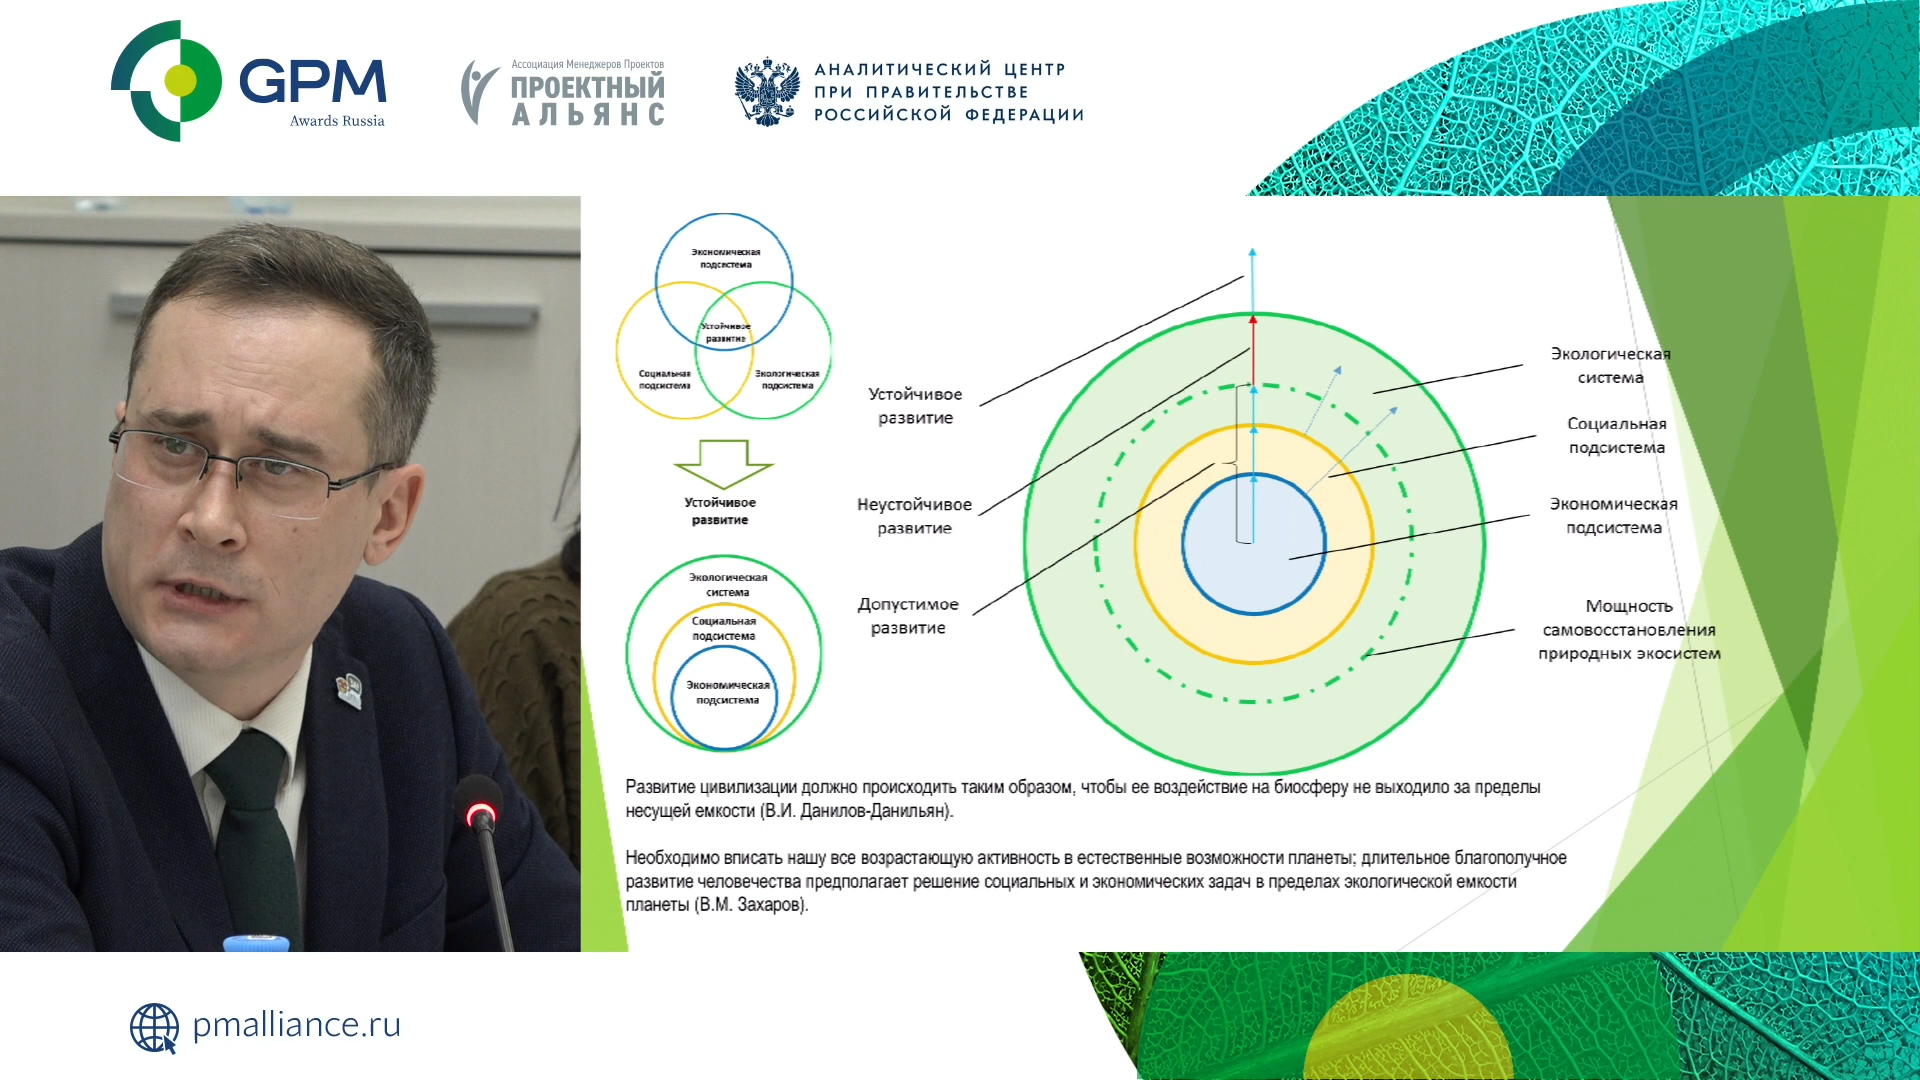 GPM
Awards Russia
Ассоциация Менеджеров Проектов
ПРОЕКТНЫЙ
АЛЬЯНС
АНАЛИТИЧЕСКИЙ ЦЕНТР
ПРИ ПРАВИТЕЛЬСТВЕ
РОССИЙСКОЙ ФЕДЕРАЦИИ
Экономическая
подсистема
Устойчивое
развитие
Социальная
подсистема
Экологическая
подсистема
Устойчивое
развитие
Экологическая
система
Социальная
подсистема
Экономическая
подсистема
Устойчивое
развитие
Неустойчивое
развитие
Допустимое
развитие
Экологическая
система
Социальная
подсистема
Экономическая
подсистема
Мощность
самовосстановления
природных экосистем
Развитие цивилизации должно происходить таким образом, чтобы ее воздействие на биосферу не выходило за пределы
несущей емкости (В.И. Данилов-Данильян).
Необходимо вписать нашу все возрастающую активность в естественные возможности планеты; длительное благополучное
развитие человечества предполагает решение социальных и экономических задач в пределах экологической емкости
планеты (В.М. Захаров).
pmalliance.ru